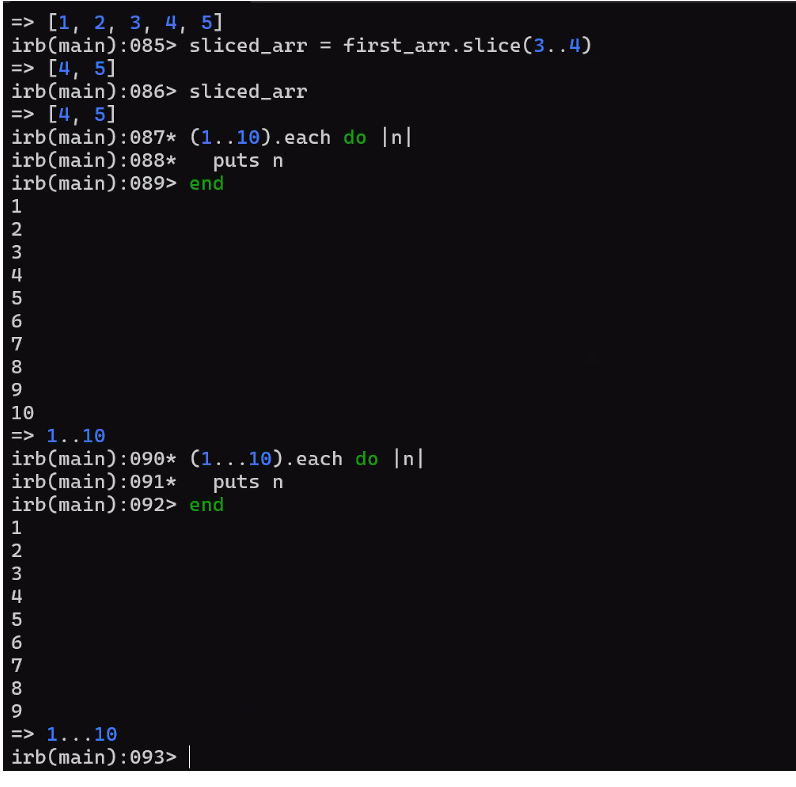 => [1, 2, 3, 4, 5]
irb(main):085> sliced_arr = first_arr.slice(3..4)
=> [4, 5]
irb(main):086> sliced_arr
=> [4, 5]
irb(main):087* (1..10).each do |n|
irb(main):088*   puts n
irb(main):089> end
1
2
3
4
5
6
7
8
9
10
=> 1..10
irb(main):090* (1...10).each do |n|
irb(main):091*   puts n
irb(main):092> end
1
2
3
4
5
6
7
8
9
=> 1...10
irb(main):093>